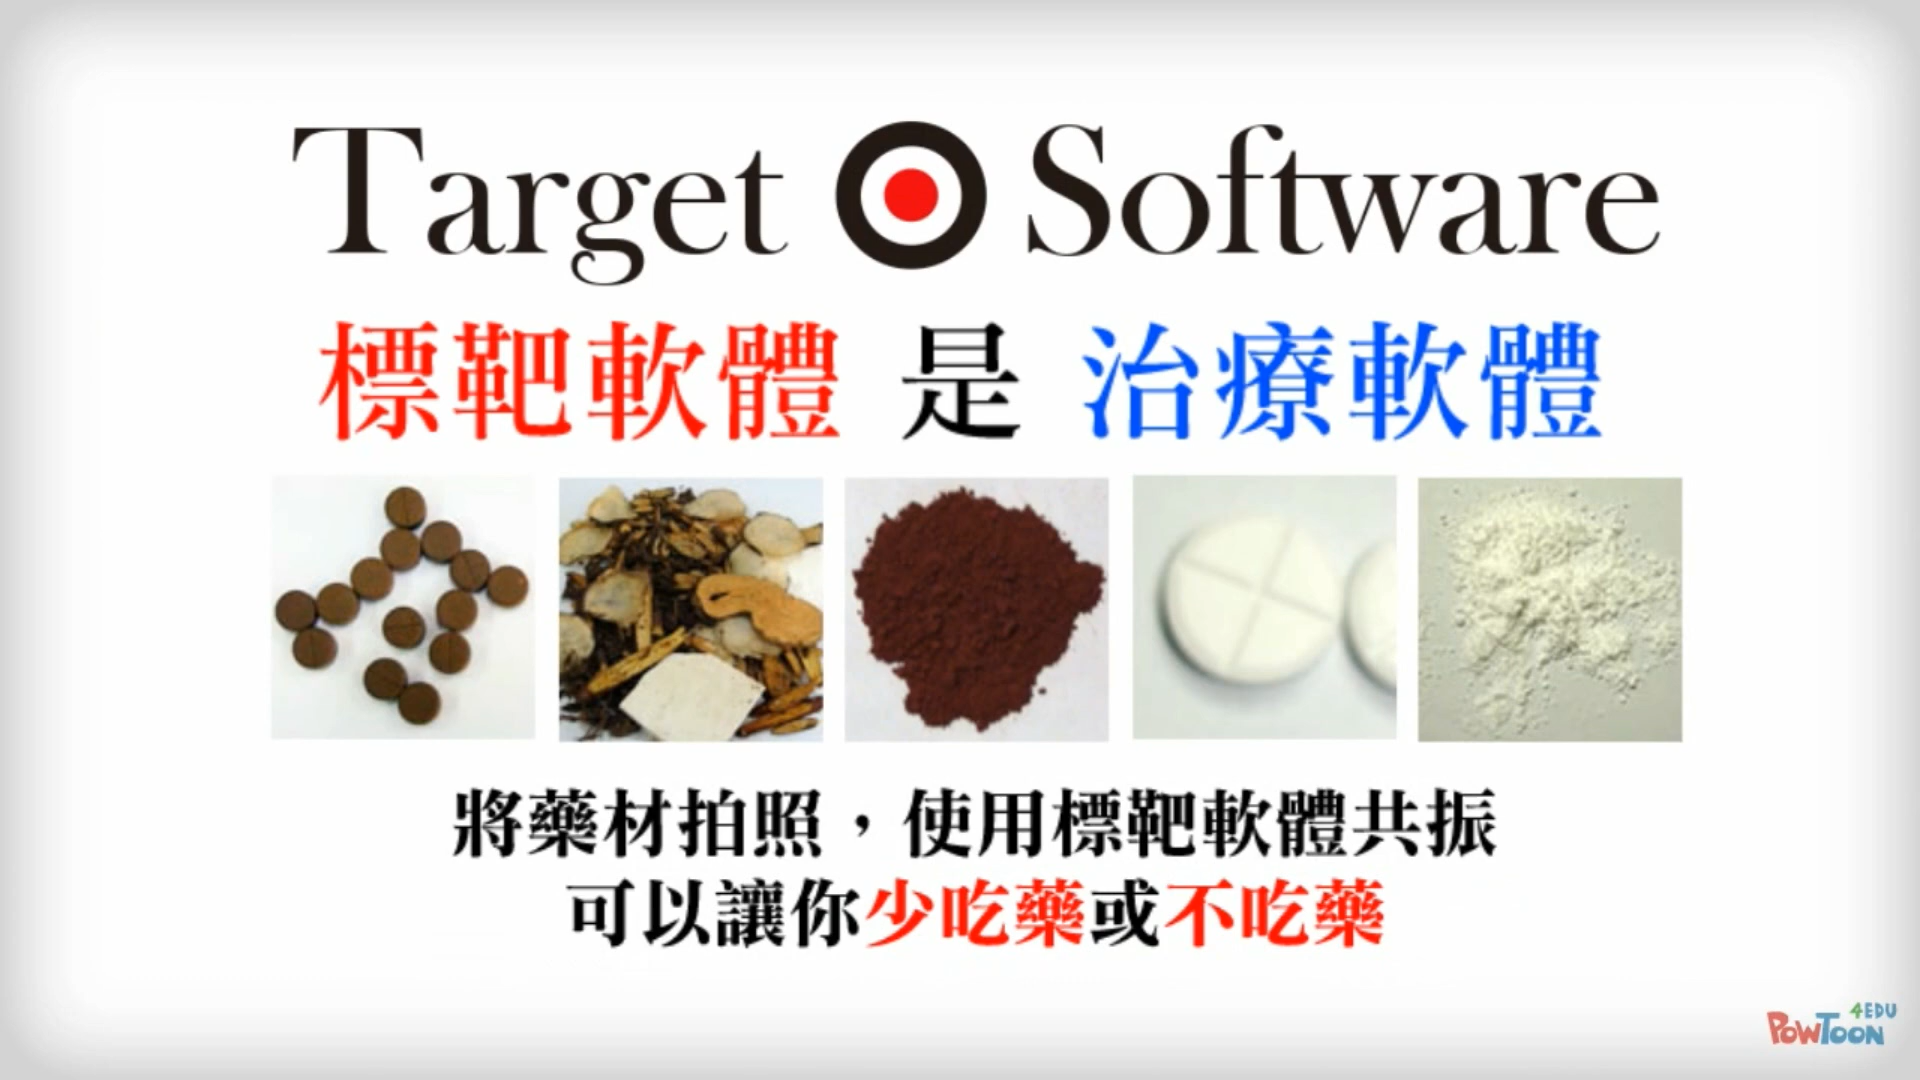 Target Software
標靶軟體 是 治療軟體
將藥材拍照，使用標靶軟體共振
可以讓你少吃藥或不吃藥
4EDU
POWTOON